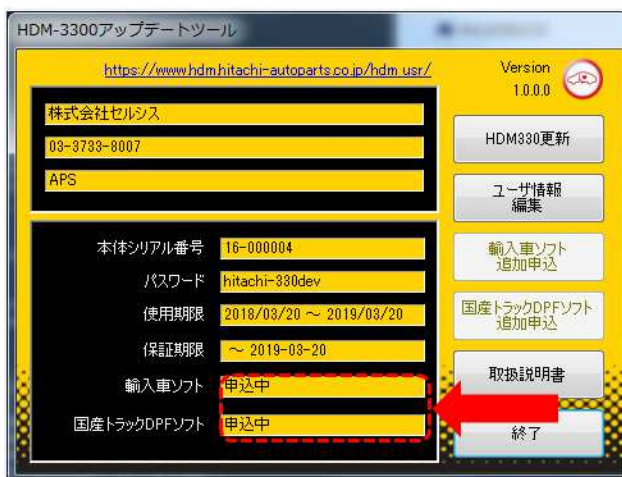 HDM-3300アップデートツール
https://www.hdm.hitachi-autoparts.co.jp/hdm_usr/
Version
1.0.0.0
株式会社セルシス
03-3733-8007
APS
HDM330更新
ユーザ情報
編集
輸入車ソフト
追加申込
国産トラックDPFソフト
追加申込
取扱説明書
終了
本体シリアル番号 16-000004
パスワード hitachi-330dev
使用期限 2018/03/20 ～ 2019/03/20
保証期限 ～ 2019-03-20
輸入車ソフト 申込中
国産トラックDPFソフト 申込中